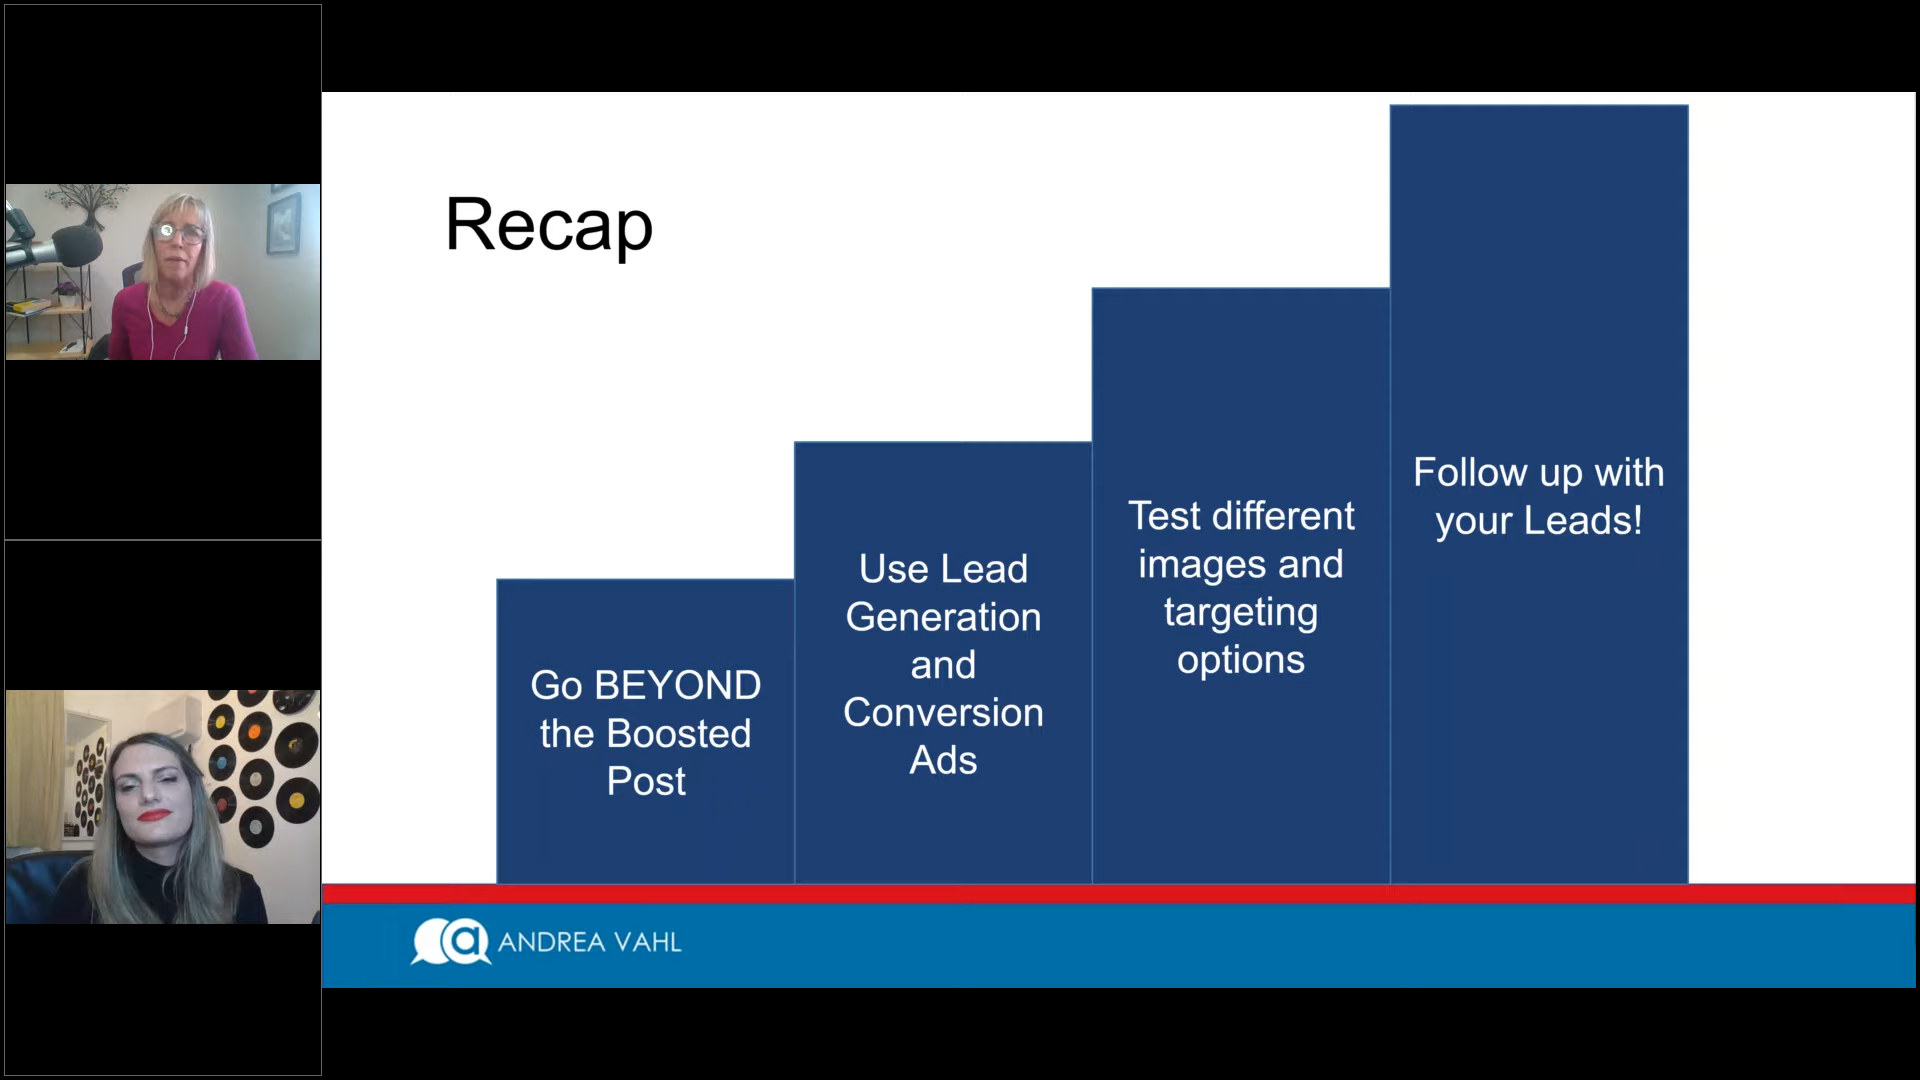 Recap
Go BEYOND
the Boosted
Post
Use Lead
Generation
and
Conversion
Ads
Test different
images and
targeting
options
Follow up with
your Leads!
a ANDREA VAHL